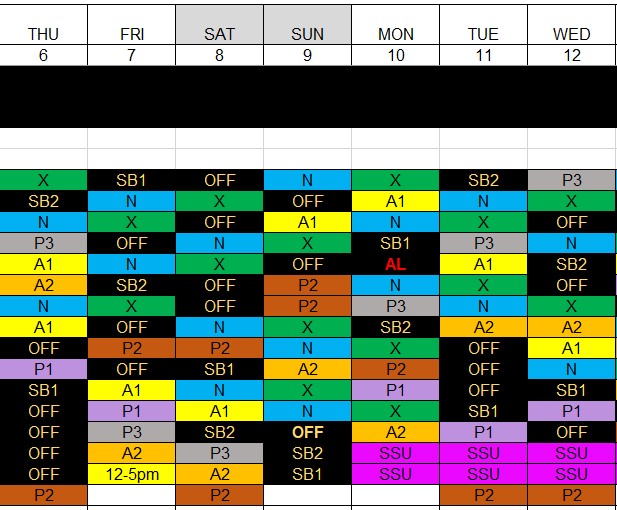 THU FRI SAT SUN MON TUE WED
6 7 8 9 10 11 12
X SB1 OFF N X SB2 P3
SB2 N X OFF A1 N X
N X OFF A1 N X OFF
P3 OFF N X SB1 P3 N
A1 N X OFF AL A1 SB2
A2 SB2 OFF P2 N X OFF
N X OFF P2 P3 N X
A1 OFF N X SB2 A2 A2
OFF P2 P2 N X OFF A1
P1 OFF SB1 A2 P2 OFF N
SB1 A1 N X P1 OFF SB1
OFF P1 A1 N X SB1 P1
OFF P3 SB2 OFF A2 P1 OFF
OFF A2 P3 SB2 SSU SSU SSU
OFF 12-5pm A2 SB1 SSU SSU SSU
P2 P2 P2 P2